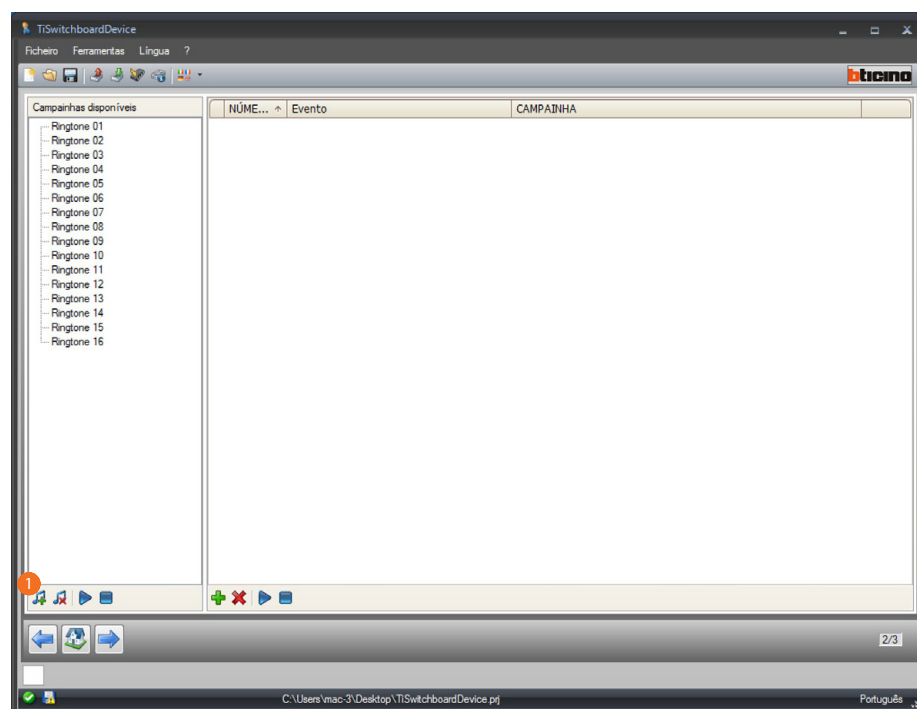 TiSwitchboardDevice
Ficheiro Ferramentas Língua ?
bticino
Campainhas disponíveis
NÚME... Evento CAMPAINHA
Ringtone 01
Ringtone 02
Ringtone 03
Ringtone 04
Ringtone 05
Ringtone 06
Ringtone 07
Ringtone 08
Ringtone 09
Ringtone 10
Ringtone 11
Ringtone 12
Ringtone 13
Ringtone 14
Ringtone 15
Ringtone 16
1
2/3
C:\Users\mac-3\Desktop\TiSwitchboardDevice.prj Português